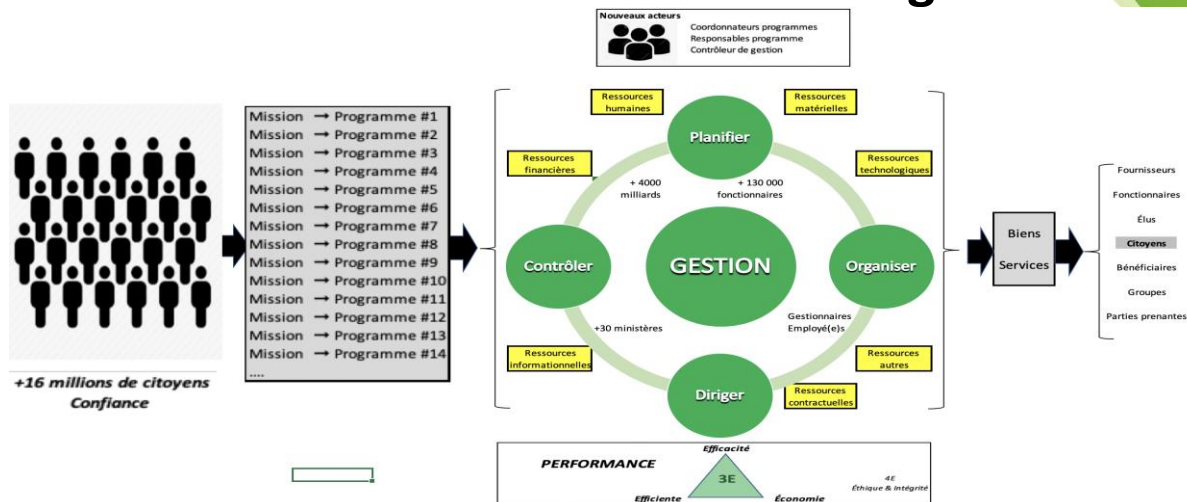 Nouveaux acteurs
Coordonnateurs programmes
Responsables programme
Contrôleur de gestion
+16 millions de citoyens
Confiance
Mission → Programme #1
Mission → Programme #2
Mission → Programme #3
Mission → Programme #4
Mission → Programme #5
Mission → Programme #6
Mission → Programme #7
Mission → Programme #8
Mission → Programme #9
Mission → Programme #10
Mission → Programme #11
Mission → Programme #12
Mission → Programme #13
Mission → Programme #14
....
Ressources
humaines
Ressources
matérielles
Planifier
Ressources
financières
Ressources
technologiques
+ 4000
milliards
+ 130 000
fonctionnaires
Contrôler
GESTION
Organiser
+30 ministères
Gestionnaires
Employé(e)s
Ressources
informationnelles
Ressources
autres
Diriger
Ressources
contractuelles
Biens
Services
Fournisseurs
Fonctionnaires
Élus
Citoyens
Bénéficiaires
Groupes
Parties prenantes
PERFORMANCE
Efficacité
3E
Efficiente
Économie
4E
Éthique & Intégrité